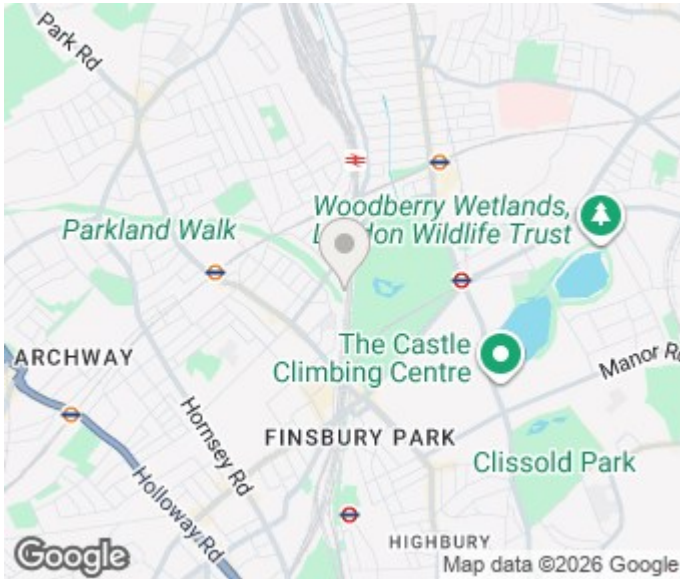 Park Rd
Woodberry Wetlands,
London Wildlife Trust
Parkland Walk
ARCHWAY
The Castle
Climbing Centre
Manor Rd
Hornsey Rd
FINSBURY PARK
Clissold Park
Holloway Rd
HIGHBURY
Google
Map data ©2026 Google